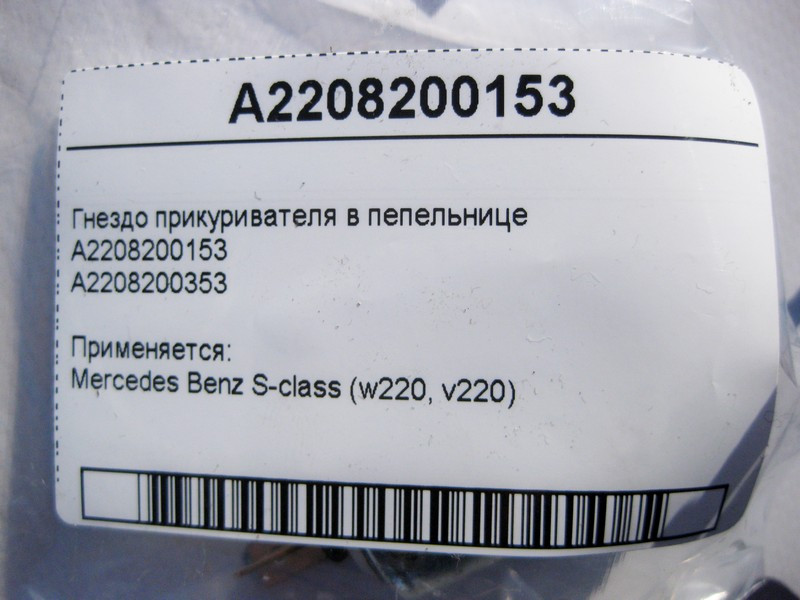 A2208200153
Гнездо прикуривателя в пепельнице
A2208200153
A2208200353
Применяется:
Mercedes Benz S-class (w220, v220)